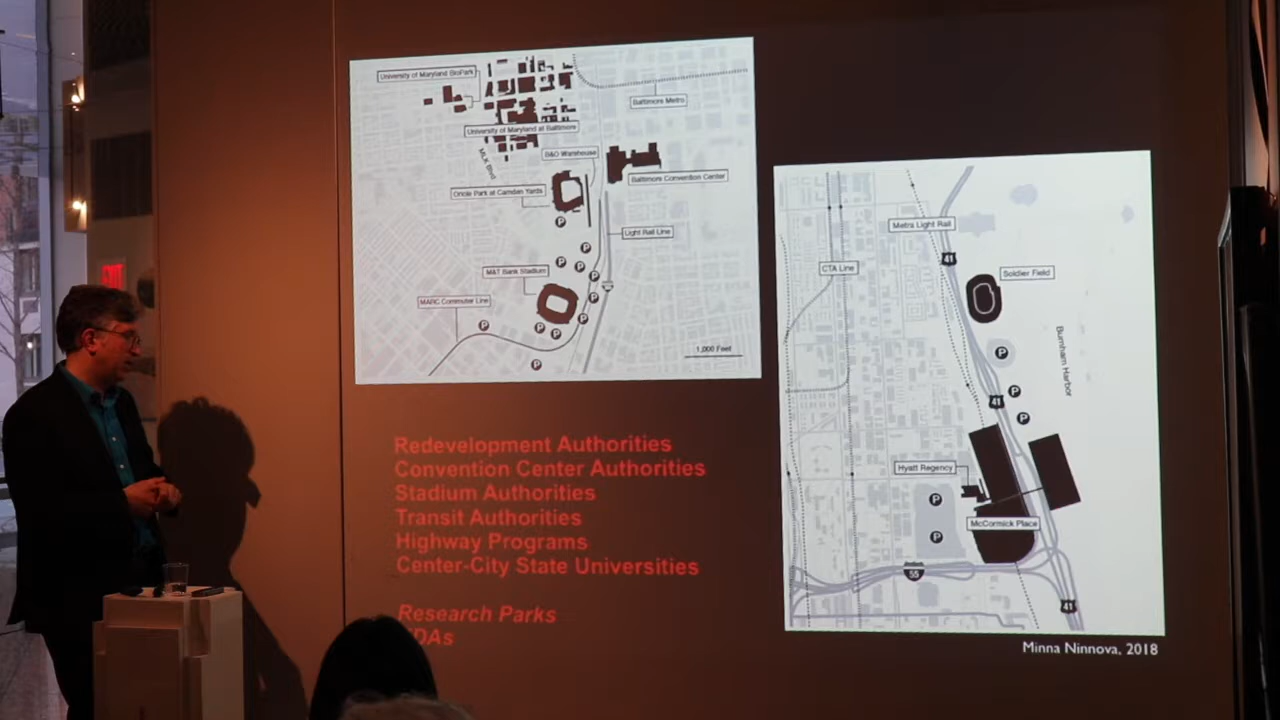 University of Maryland BioPark
Baltimore Metro
University of Maryland at Baltimore
MLK Blvd
B&O Warehouse
Baltimore Convention Center
Oriole Park at Camden Yards
Light Rail Line
M&T Bank Stadium
MARC Commuter Line
P
P
P
P
P
P
P
P
P
P
P
1,000 Feet
Metra Light Rail
41
CTA Line
Soldier Field
Burnham Harbor
P
41
P
P
Hyatt Regency
P
McCormick Place
P
55
41
Redevelopment Authorities
Convention Center Authorities
Stadium Authorities
Transit Authorities
Highway Programs
Center-City State Universities
Research Parks
Minna Ninnova, 2018
EXIT